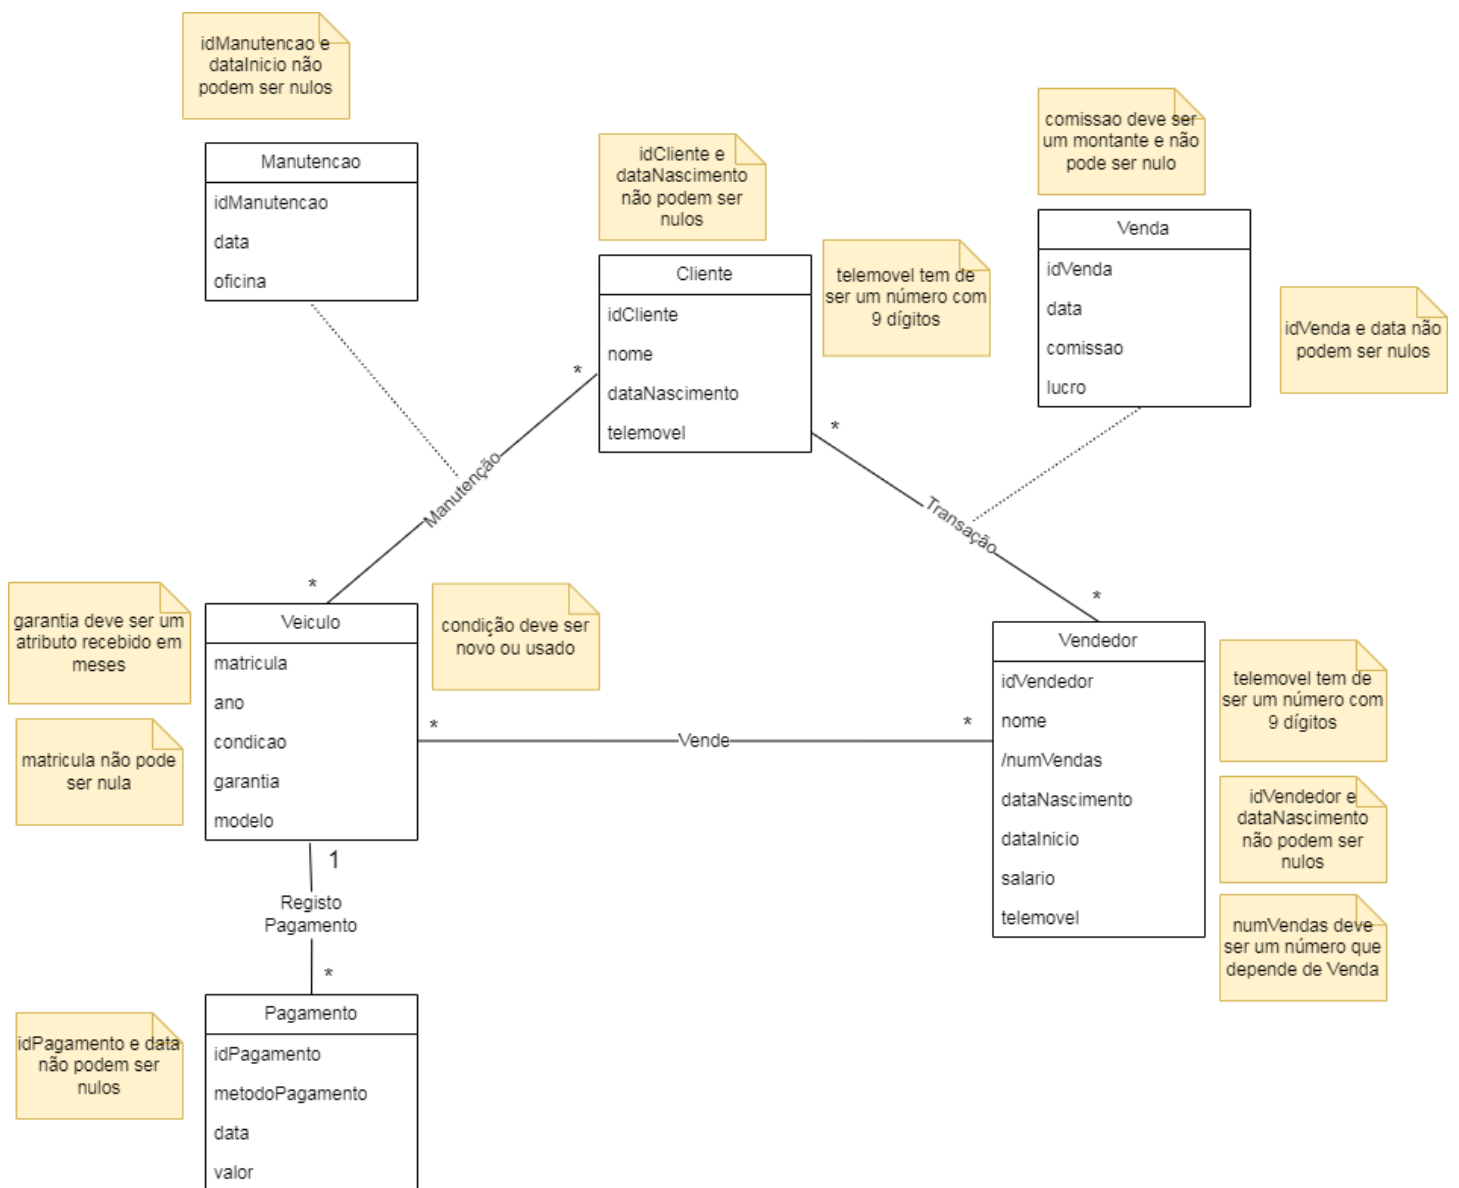 idManutencao e
dataInicio não
podem ser nulos
Manutencao
idManutencao
data
oficina
idCliente e
dataNascimento
não podem ser
nulos
Cliente
idCliente
nome
dataNascimento
telemovel
telemovel tem de
ser um número com
9 dígitos
comissao deve ser
um montante e não
pode ser nulo
Venda
idVenda
data
comissao
lucro
idVenda e data não
podem ser nulos
*
Manutenção
*
*
Transação
*
garantia deve ser um
atributo recebido em
meses
matricula não pode
ser nula
Veiculo
matricula
ano
condicao
garantia
modelo
condição deve ser
novo ou usado
*
Vende
*
Vendedor
idVendedor
nome
/numVendas
dataNascimento
dataInicio
salario
telemovel
telemovel tem de
ser um número com
9 dígitos
idVendedor e
dataNascimento
não podem ser
nulos
numVendas deve
ser um número que
depende de Venda
1
Registo
Pagamento
*
idPagamento e data
não podem ser
nulos
Pagamento
idPagamento
metodoPagamento
data
valor